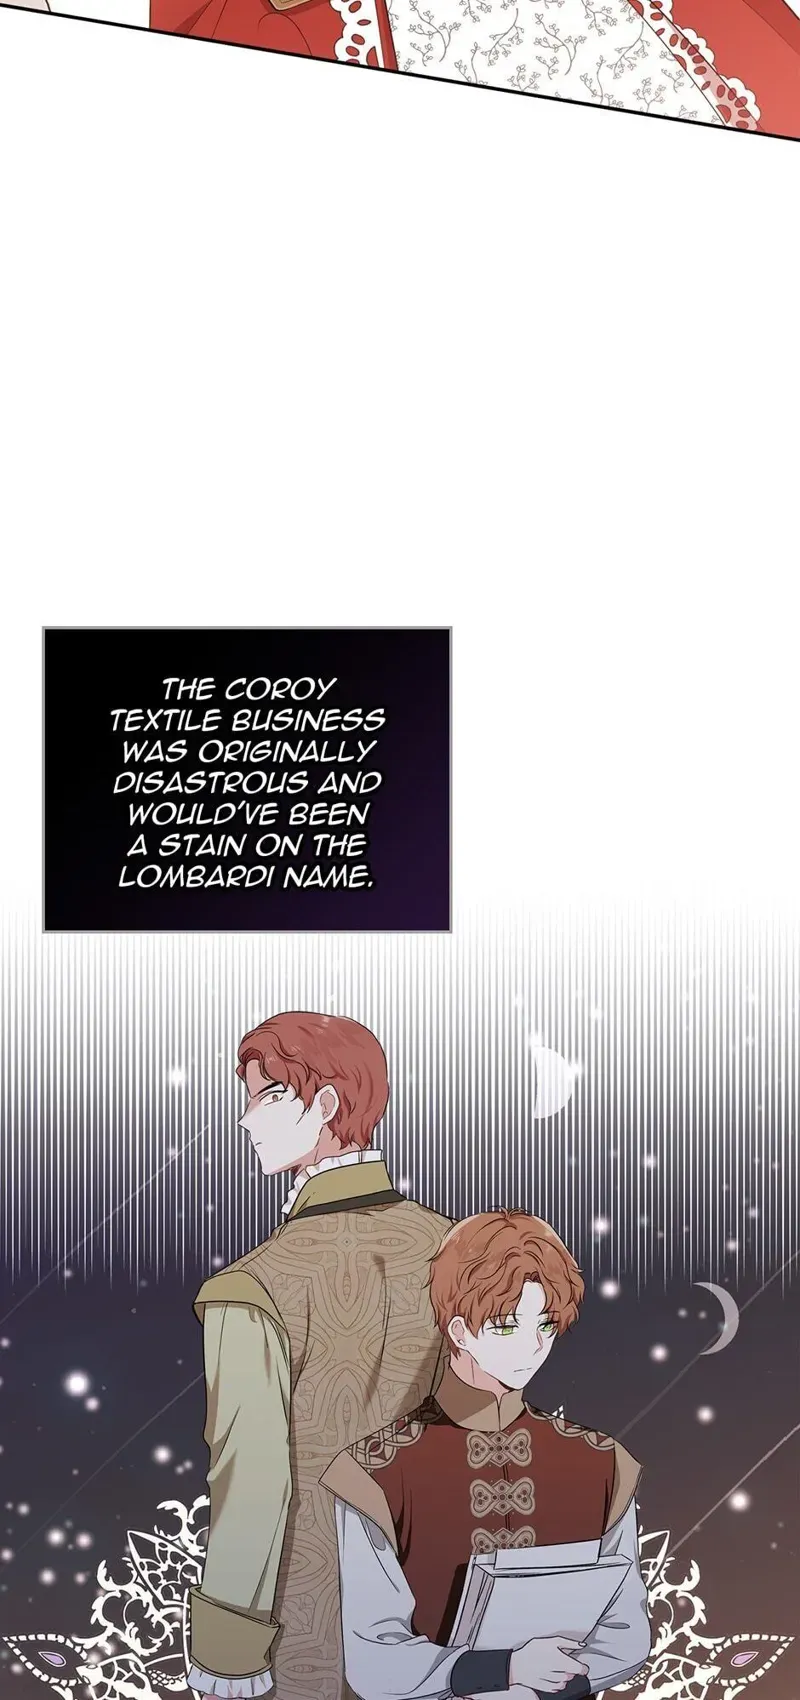 THE COROY
TEXTILE BUSINESS
WAS ORIGINALLY
DISASTROUS AND
WOULD'VE BEEN
A STAIN ON THE
LOMBARDI NAME.